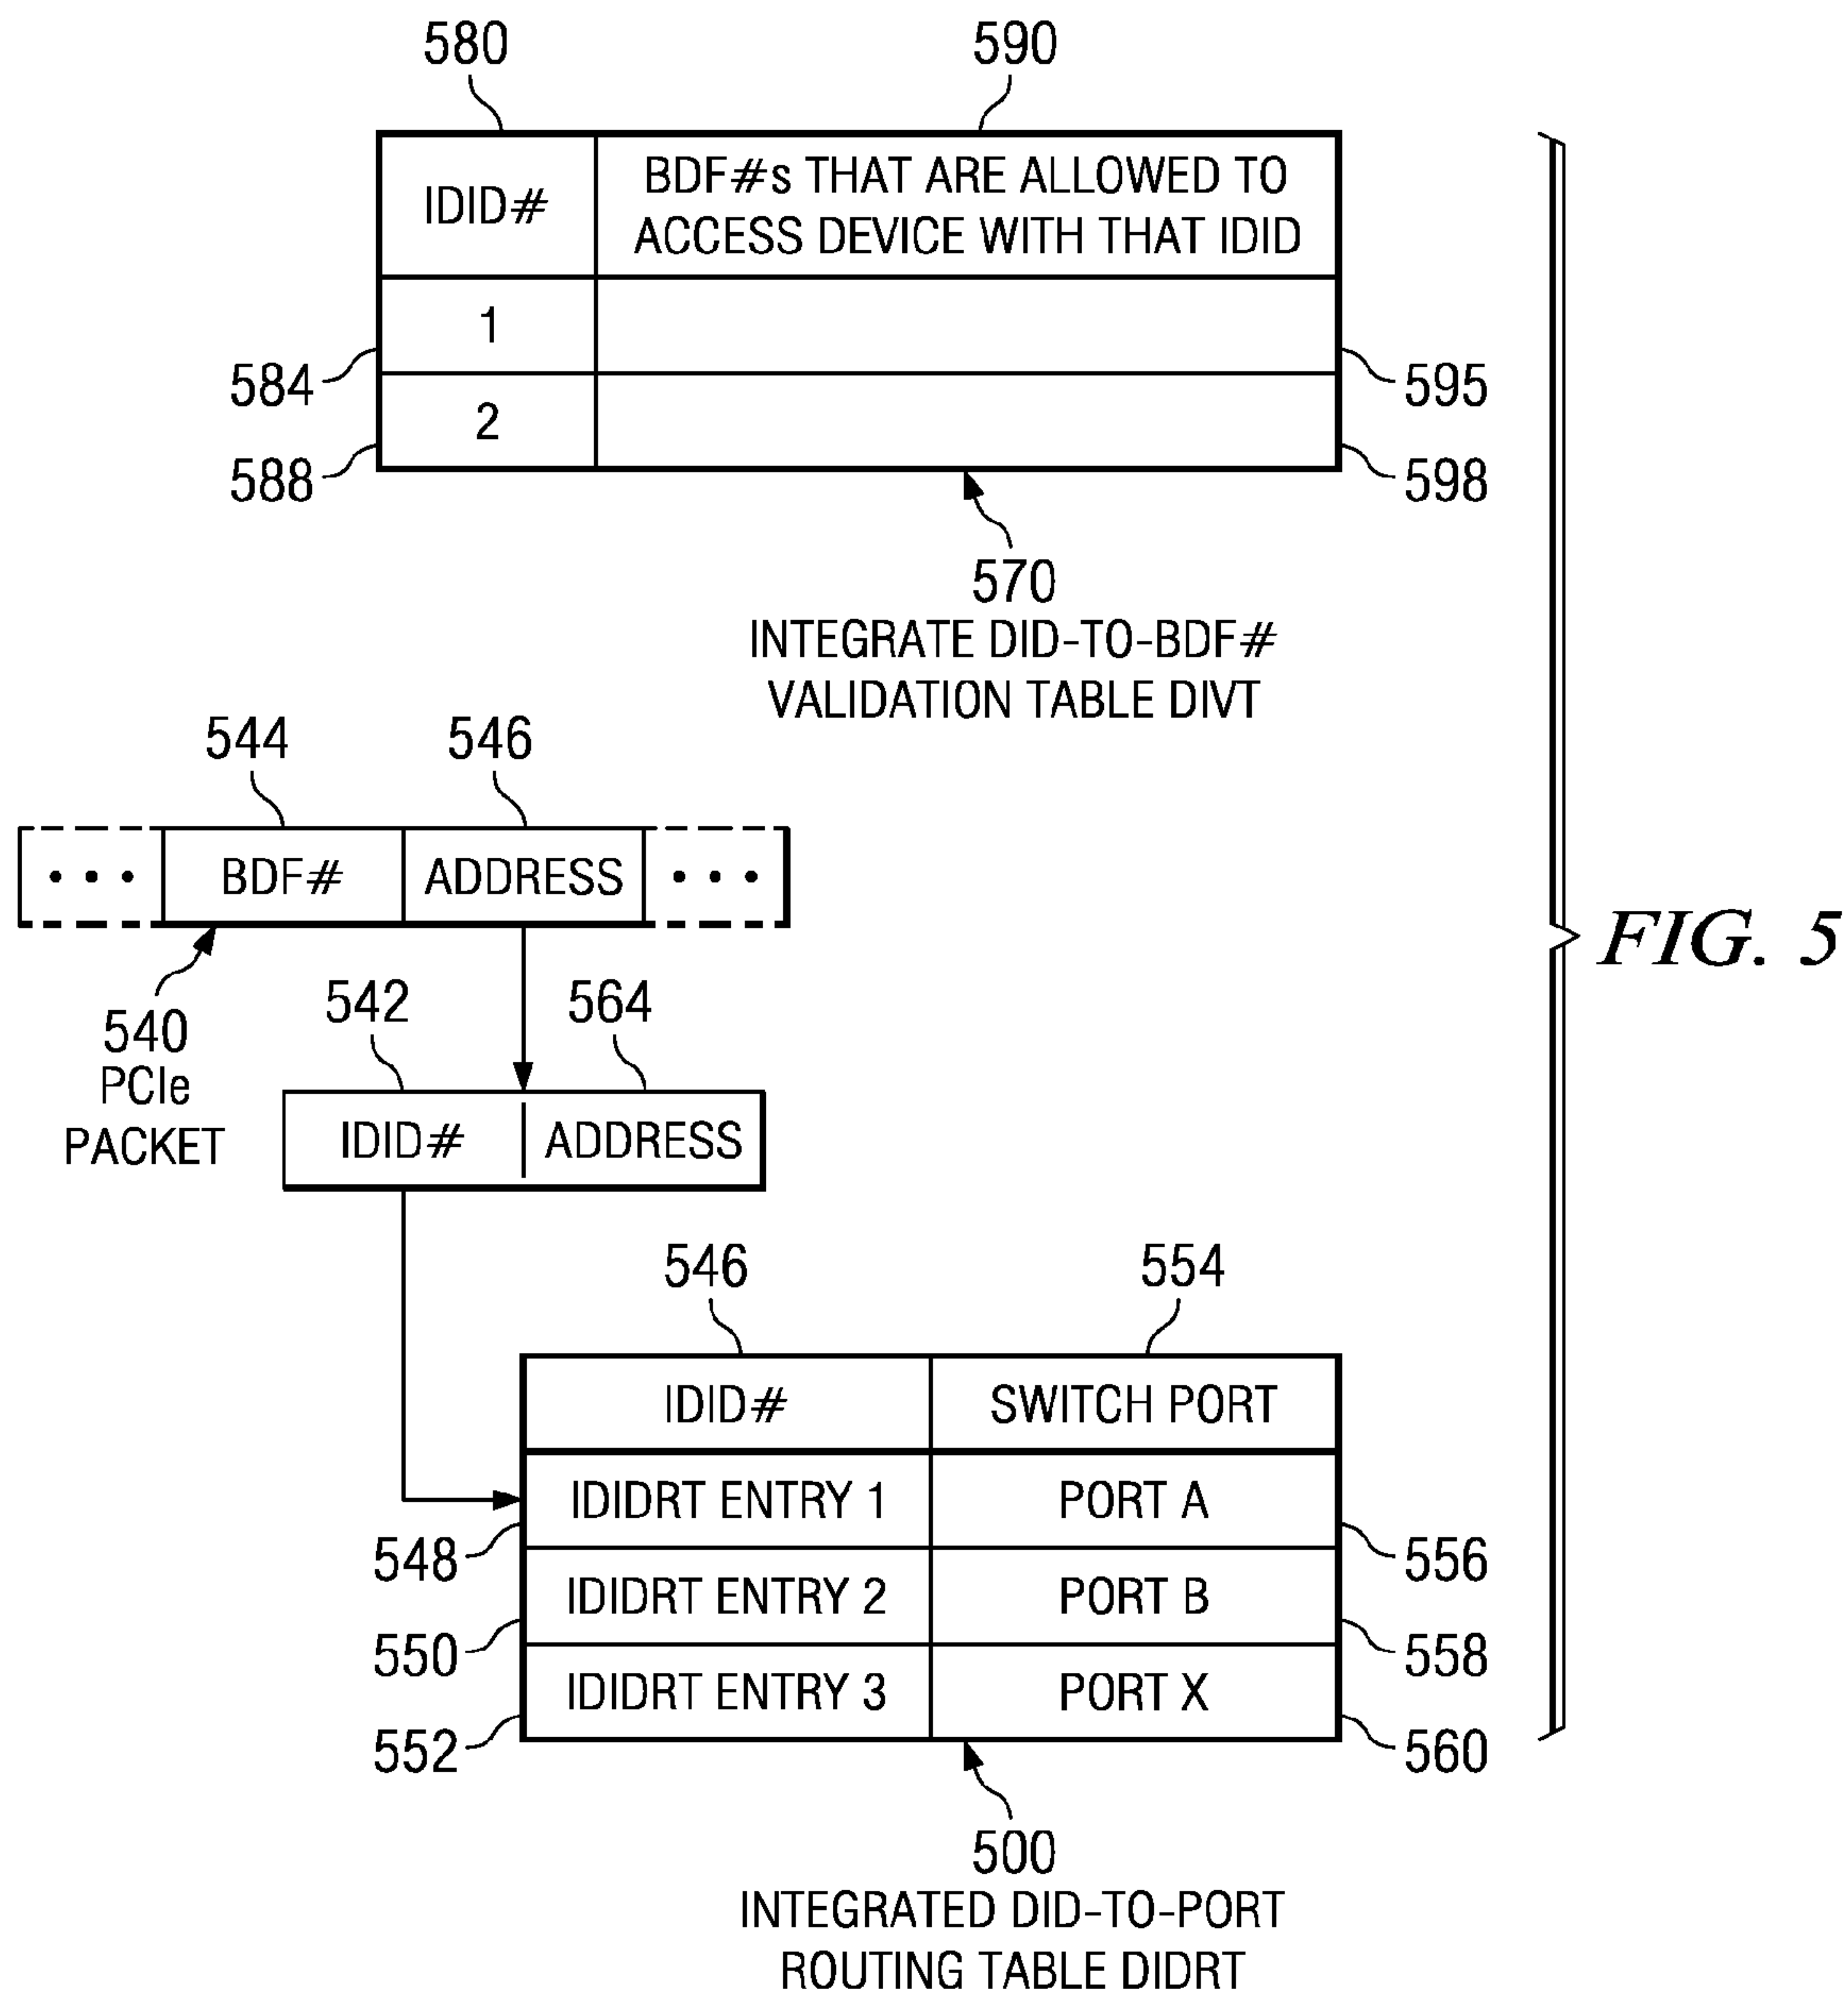 580
590
IDID#
BDF#s THAT ARE ALLOWED TO
ACCESS DEVICE WITH THAT IDID
1
584
595
2
588
598
570
INTEGRATE DID-TO-BDF#
VALIDATION TABLE DIVT
544
546
• • •
BDF#
ADDRESS
• • •
FIG. 5
540
PCIe
PACKET
542
564
IDID#
ADDRESS
546
554
IDID#
SWITCH PORT
IDIDRT ENTRY 1
PORT A
548
556
IDIDRT ENTRY 2
PORT B
550
558
IDIDRT ENTRY 3
PORT X
552
560
500
INTEGRATED DID-TO-PORT
ROUTING TABLE DIDRT